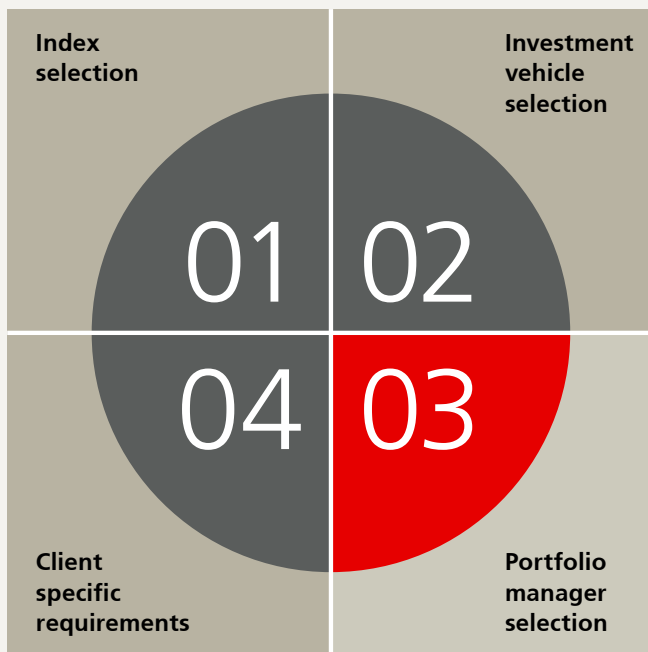 Index
selection
Investment
vehicle
selection
01
02
04
03
Client
specific
requirements
Portfolio
manager
selection